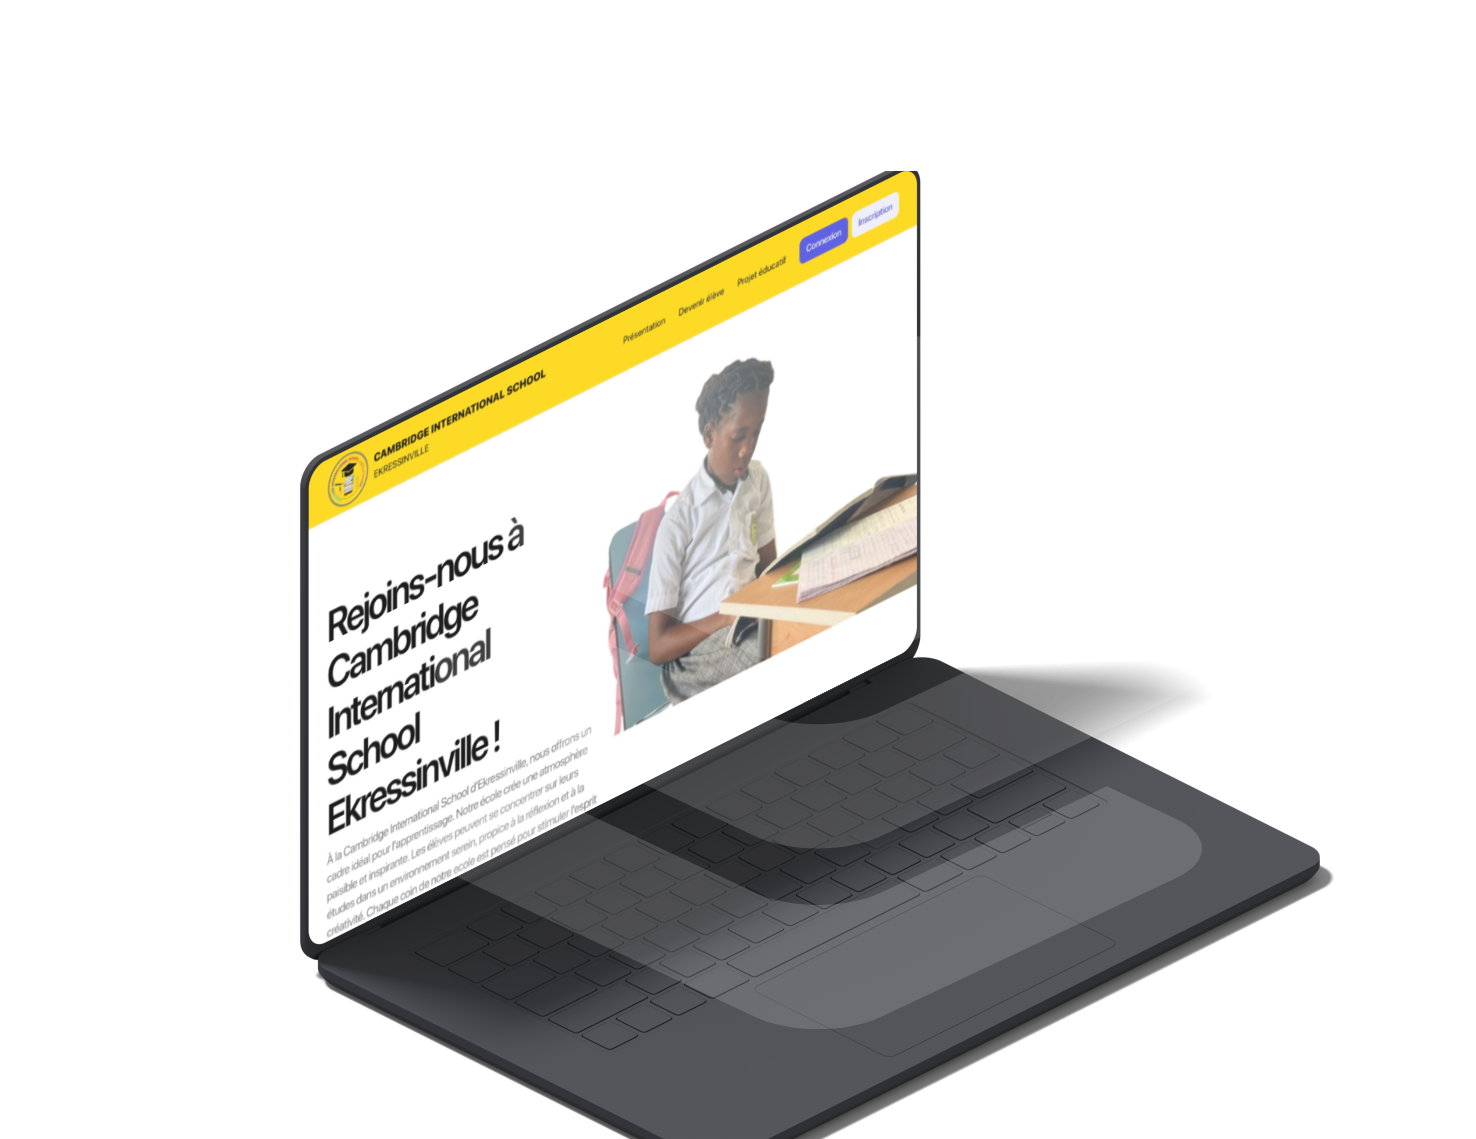 CAMBRIDGE INTERNATIONAL SCHOOL
EKRESSINVILLE
Présentation
Devenir élève
Projet éducatif
Connexion
Inscription
Rejoins-nous à
Cambridge
International
School
Ekressinville !
À la Cambridge International School d'Ekressinville, nous offrons un
cadre idéal pour l'apprentissage. Notre école crée une atmosphère
paisible et inspirante. Les élèves peuvent se concentrer sur leurs
études dans un environnement serein, propice à la réflexion et à la
créativité. Chaque coin de notre école est pensé pour stimuler l'esprit